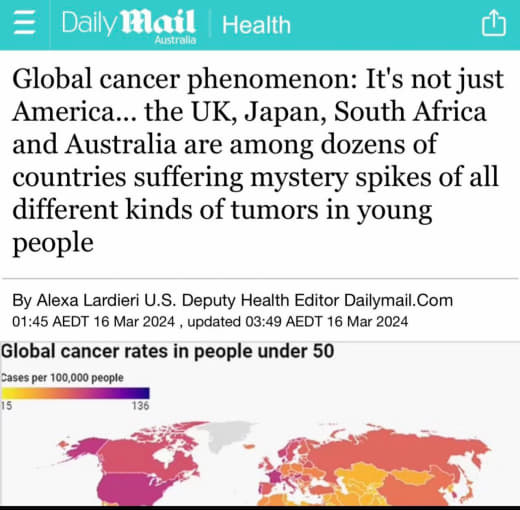 Daily Mail Australia Health
Global cancer phenomenon: It's not just
America... the UK, Japan, South Africa
and Australia are among dozens of
countries suffering mystery spikes of all
different kinds of tumors in young
people
By Alexa Lardieri U.S. Deputy Health Editor Dailymail.Com
01:45 AEDT 16 Mar 2024 , updated 03:49 AEDT 16 Mar 2024
Global cancer rates in people under 50
Cases per 100,000 people
15 136